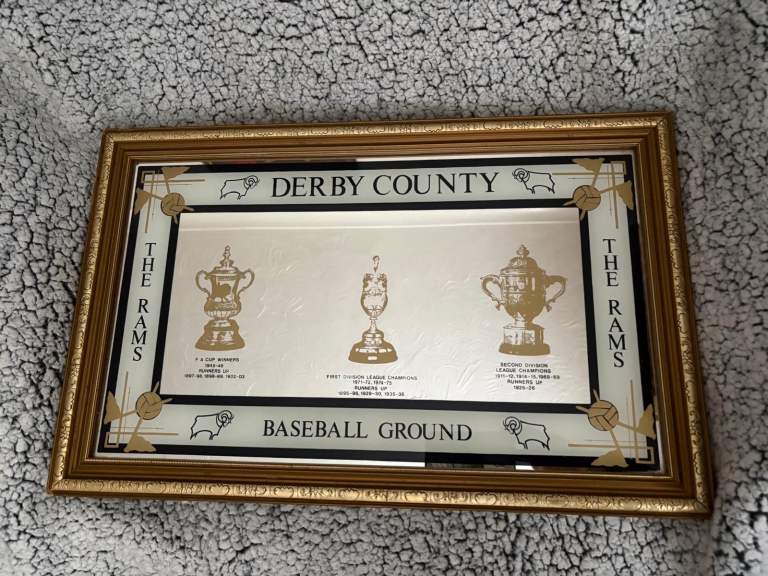 DERBY COUNTY
THE RAMS
THE RAMS
F A CUP WINNERS
1945-46
RUNNERS UP
1897-98, 1898-99, 1902-03
FIRST DIVISION LEAGUE CHAMPIONS
1971-72, 1974-75
RUNNERS UP
1895-96, 1929-30, 1935-36
SECOND DIVISION
LEAGUE CHAMPIONS
1911-12, 1914-15, 1968-69
RUNNERS UP
1925-26
BASEBALL GROUND